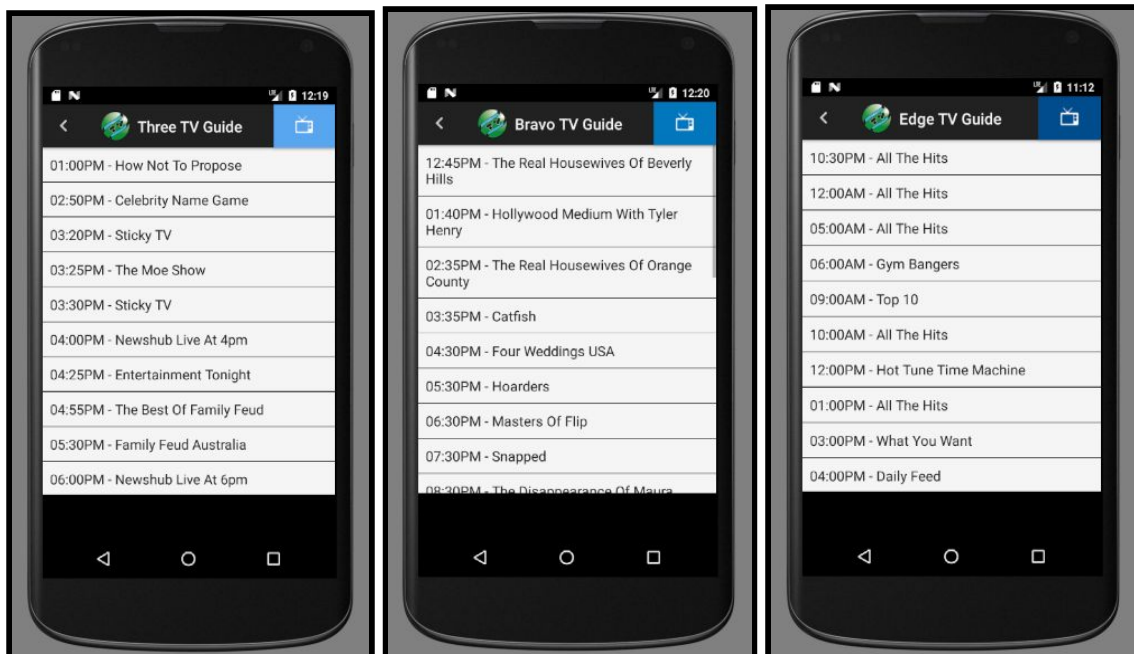 12:19
Three TV Guide
01:00PM - How Not To Propose
02:50PM - Celebrity Name Game
03:20PM - Sticky TV
03:25PM - The Moe Show
03:30PM - Sticky TV
04:00PM - Newshub Live At 4pm
04:25PM - Entertainment Tonight
04:55PM - The Best Of Family Feud
05:30PM - Family Feud Australia
06:00PM - Newshub Live At 6pm
12:20
Bravo TV Guide
12:45PM - The Real Housewives Of Beverly
Hills
01:40PM - Hollywood Medium With Tyler
Henry
02:35PM - The Real Housewives Of Orange
County
03:35PM - Catfish
04:30PM - Four Weddings USA
05:30PM - Hoarders
06:30PM - Masters Of Flip
07:30PM - Snapped
08:30PM - The Disappearance Of Maura
11:12
Edge TV Guide
10:30PM - All The Hits
12:00AM - All The Hits
05:00AM - All The Hits
06:00AM - Gym Bangers
09:00AM - Top 10
10:00AM - All The Hits
12:00PM - Hot Tune Time Machine
01:00PM - All The Hits
03:00PM - What You Want
04:00PM - Daily Feed